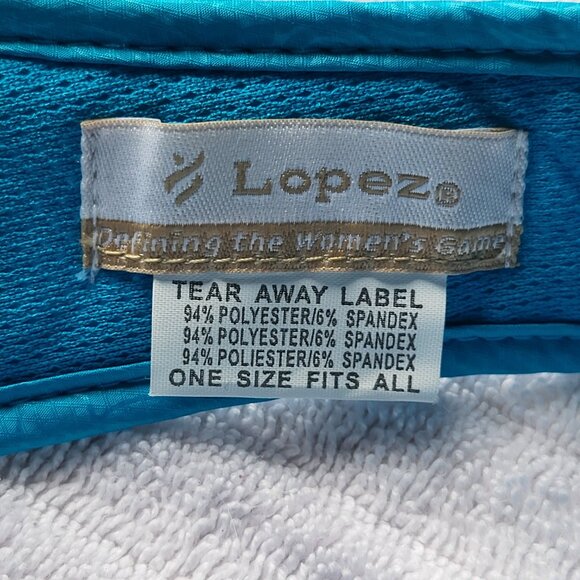 Lopez®
Defining the Women's Game
TEAR AWAY LABEL
94% POLYESTER/6% SPANDEX
94% POLYESTER/6% SPANDEX
94% POLIESTER/6% SPANDEX
ONE SIZE FITS ALL